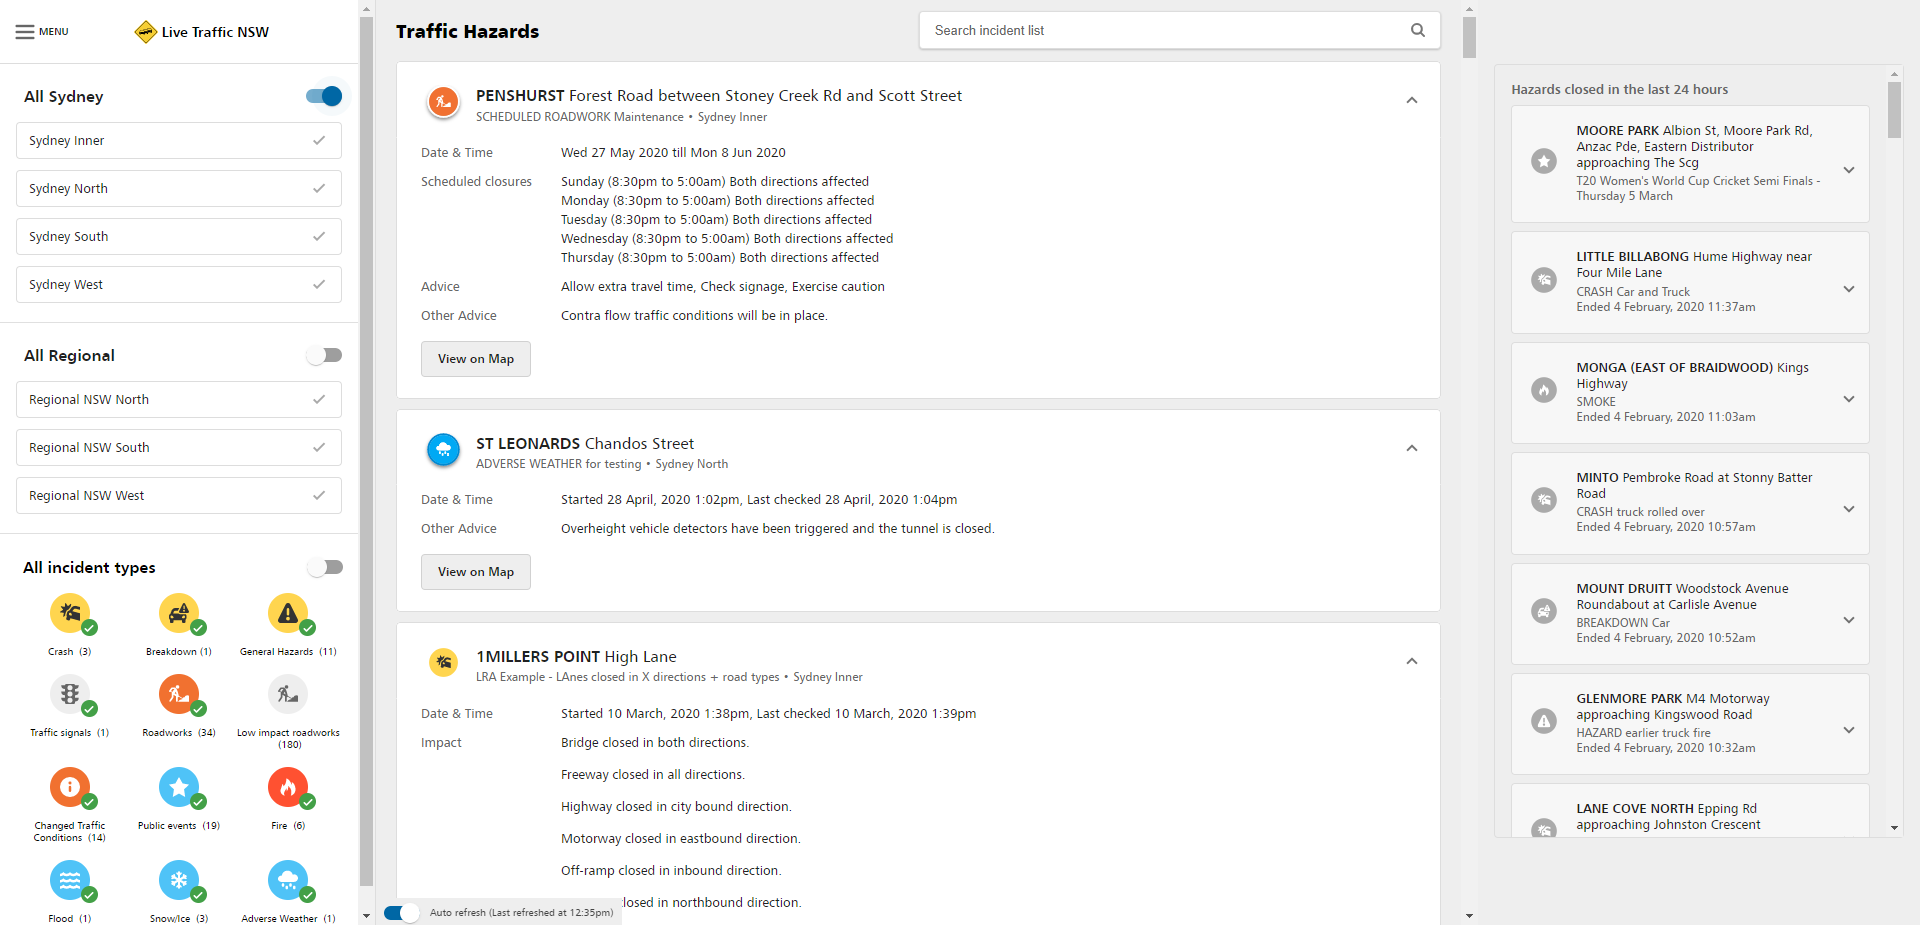 MENU
Live Traffic NSW
All Sydney
Sydney Inner
Sydney North
Sydney South
Sydney West
All Regional
Regional NSW North
Regional NSW South
Regional NSW West
All incident types
Crash (3)
Breakdown (1)
General Hazards (11)
Traffic signals (1)
Roadworks (34)
Low impact roadworks
(180)
Changed Traffic
Conditions (14)
Public events (19)
Fire (6)
Flood (1)
Snow/Ice (3)
Adverse Weather (1)
Traffic Hazards
Search incident list
PENSHURST Forest Road between Stoney Creek Rd and Scott Street
SCHEDULED ROADWORK Maintenance • Sydney Inner
Date & Time Wed 27 May 2020 till Mon 8 Jun 2020
Scheduled closures Sunday (8:30pm to 5:00am) Both directions affected
Monday (8:30pm to 5:00am) Both directions affected
Tuesday (8:30pm to 5:00am) Both directions affected
Wednesday (8:30pm to 5:00am) Both directions affected
Thursday (8:30pm to 5:00am) Both directions affected
Advice Allow extra travel time, Check signage, Exercise caution
Other Advice Contra flow traffic conditions will be in place.
View on Map
ST LEONARDS Chandos Street
ADVERSE WEATHER for testing • Sydney North
Date & Time Started 28 April, 2020 1:02pm, Last checked 28 April, 2020 1:04pm
Other Advice Overheight vehicle detectors have been triggered and the tunnel is closed.
View on Map
1MILLERS POINT High Lane
LRA Example - LAnes closed in X directions + road types • Sydney Inner
Date & Time Started 10 March, 2020 1:38pm, Last checked 10 March, 2020 1:39pm
Impact Bridge closed in both directions.
Freeway closed in all directions.
Highway closed in city bound direction.
Motorway closed in eastbound direction.
Off-ramp closed in inbound direction.
closed in northbound direction.
Auto refresh (Last refreshed at 12:35pm)
Hazards closed in the last 24 hours
MOORE PARK Albion St, Moore Park Rd,
Anzac Pde, Eastern Distributor
approaching The Scg
T20 Women's World Cup Cricket Semi Finals -
Thursday 5 March
LITTLE BILLABONG Hume Highway near
Four Mile Lane
CRASH Car and Truck
Ended 4 February, 2020 11:37am
MONGA (EAST OF BRAIDWOOD) Kings
Highway
SMOKE
Ended 4 February, 2020 11:03am
MINTO Pembroke Road at Stonny Batter
Road
CRASH truck rolled over
Ended 4 February, 2020 10:57am
MOUNT DRUITT Woodstock Avenue
Roundabout at Carlisle Avenue
BREAKDOWN Car
Ended 4 February, 2020 10:52am
GLENMORE PARK M4 Motorway
approaching Kingswood Road
HAZARD earlier truck fire
Ended 4 February, 2020 10:32am
LANE COVE NORTH Epping Rd
approaching Johnston Crescent